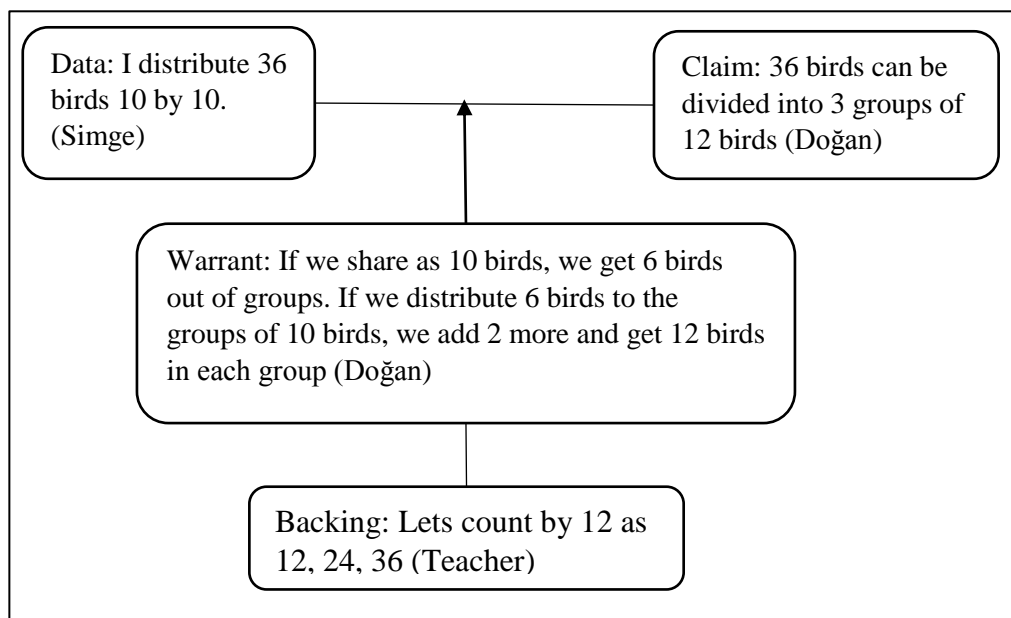 Data: I distribute 36
birds 10 by 10.
(Simge)
Claim: 36 birds can be
divided into 3 groups of
12 birds (Doğan)
Warrant: If we share as 10 birds, we get 6 birds
out of groups. If we distribute 6 birds to the
groups of 10 birds, we add 2 more and get 12 birds
in each group (Doğan)
Backing: Lets count by 12 as
12, 24, 36 (Teacher)